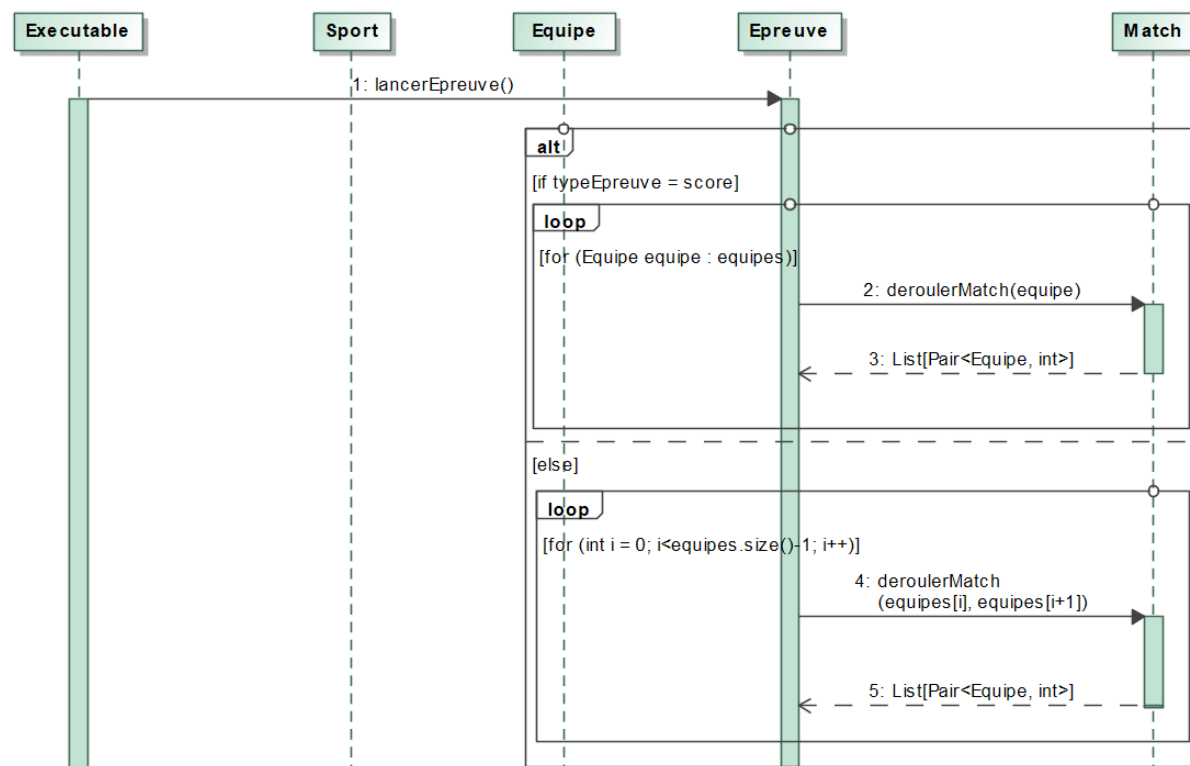 Executable
Sport
Equipe
Epreuve
Match
1: lancerEpreuve()
alt
[if typeEpreuve = score]
loop
[for (Equipe equipe : equipes)]
2: deroulerMatch(equipe)
3: List[Pair<Equipe, int>]
[else]
loop
[for (int i = 0; i<equipes.size()-1; i++)]
4: deroulerMatch
(equipes[i], equipes[i+1])
5: List[Pair<Equipe, int>]